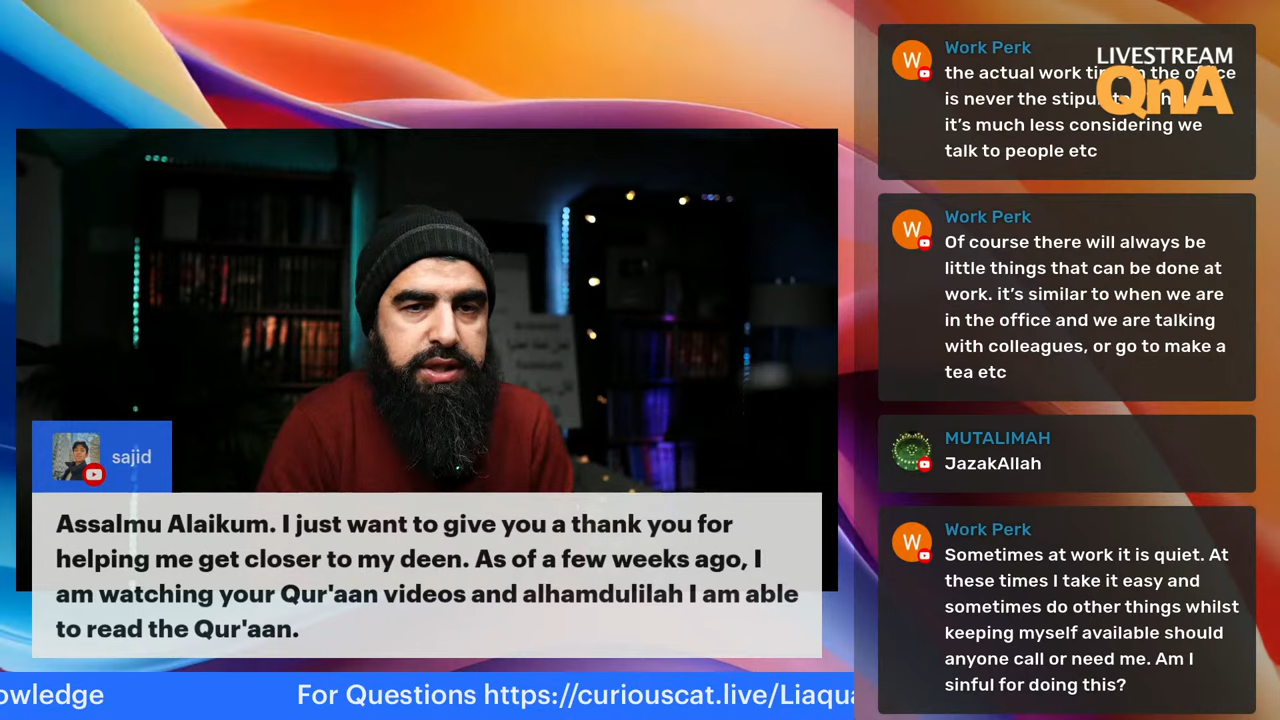 Work Perk
the actual work in the office
is never the
it's much less considering we
talk to people etc
LIVESTREAM
QnA
Work Perk
Of course there will always be
little things that can be done at
work. it's similar to when we are
in the office and we are talking
with colleagues, or go to make a
tea etc
MUTALIMAH
JazakAllah
Work Perk
Sometimes at work it is quiet. At
these times I take it easy and
sometimes do other things whilst
keeping myself available should
anyone call or need me. Am I
sinful for doing this?
sajid
Assalmu Alaikum. I just want to give you a thank you for
helping me get closer to my deen. As of a few weeks ago, I
am watching your Qur'aan videos and alhamdulilah I am able
to read the Qur'aan.
owledge
For Questions https://curiouscat.live/Liaqua